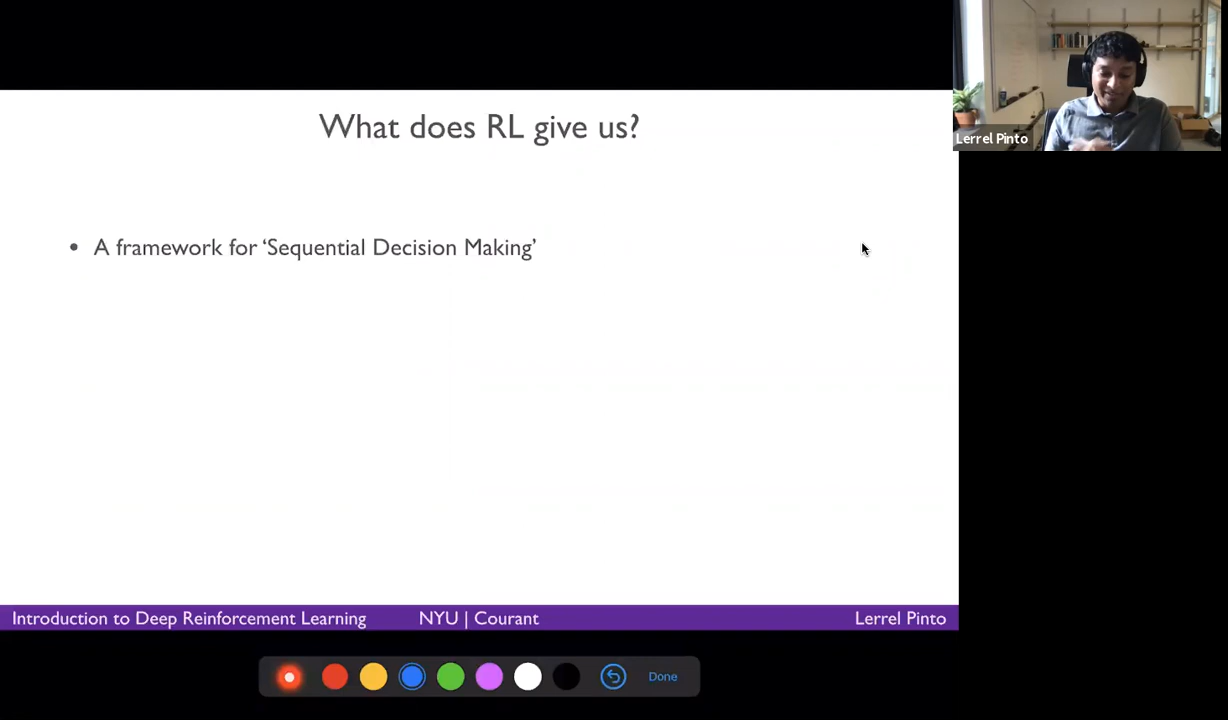 What does RL give us?
Lerrel Pinto
• A framework for ‘Sequential Decision Making’
Introduction to Deep Reinforcement Learning NYU | Courant Lerrel Pinto
Done